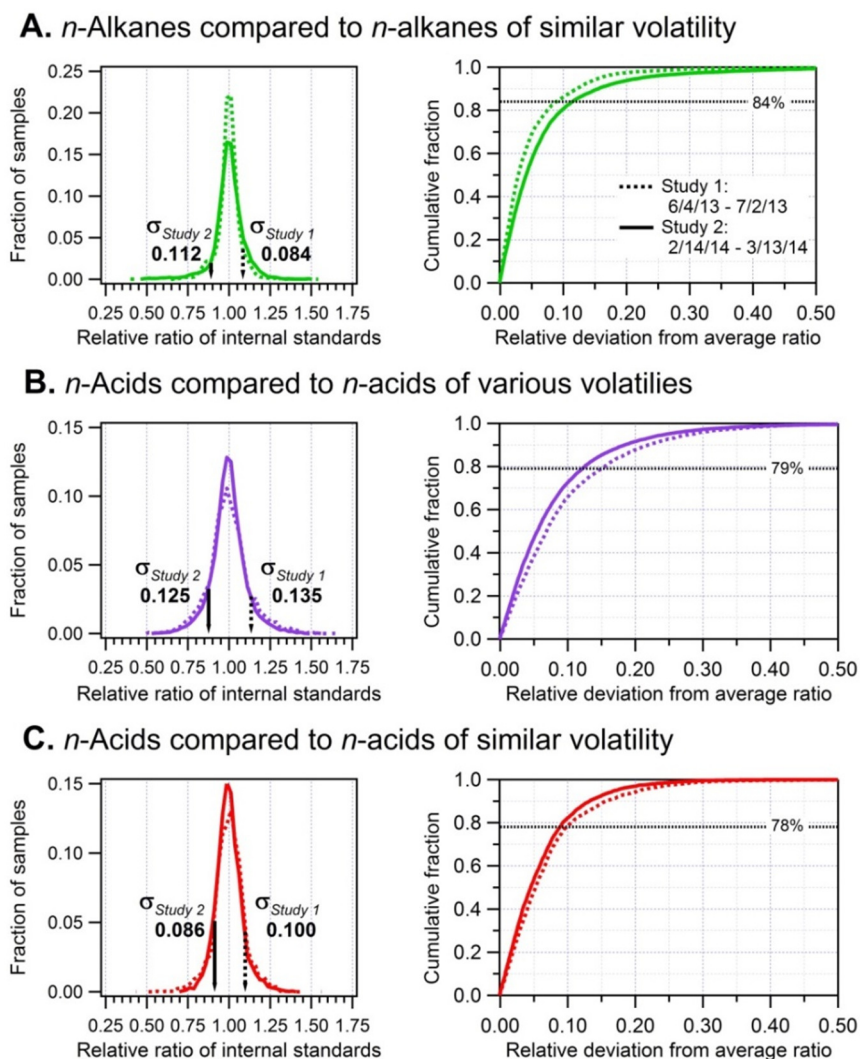 A. n-Alkanes compared to n-alkanes of similar volatility
Fraction of samples
0.25
0.20
0.15
0.10
0.05
0.00
σStudy 2
0.112
σStudy 1
0.084
0.25 0.50 0.75 1.00 1.25 1.50 1.75
Relative ratio of internal standards
Cumulative fraction
1.0
0.8
0.6
0.4
0.2
0.0
84%
Study 1:
6/4/13 - 7/2/13
Study 2:
2/14/14 - 3/13/14
0.00 0.10 0.20 0.30 0.40 0.50
Relative deviation from average ratio
B. n-Acids compared to n-acids of various volatilies
Fraction of samples
0.15
0.10
0.05
0.00
σStudy 2
0.125
σStudy 1
0.135
0.25 0.50 0.75 1.00 1.25 1.50 1.75
Relative ratio of internal standards
Cumulative fraction
1.0
0.8
0.6
0.4
0.2
0.0
79%
0.00 0.10 0.20 0.30 0.40 0.50
Relative deviation from average ratio
C. n-Acids compared to n-acids of similar volatility
Fraction of samples
0.15
0.10
0.05
0.00
σStudy 2
0.086
σStudy 1
0.100
0.25 0.50 0.75 1.00 1.25 1.50 1.75
Relative ratio of internal standards
Cumulative fraction
1.0
0.8
0.6
0.4
0.2
0.0
78%
0.00 0.10 0.20 0.30 0.40 0.50
Relative deviation from average ratio